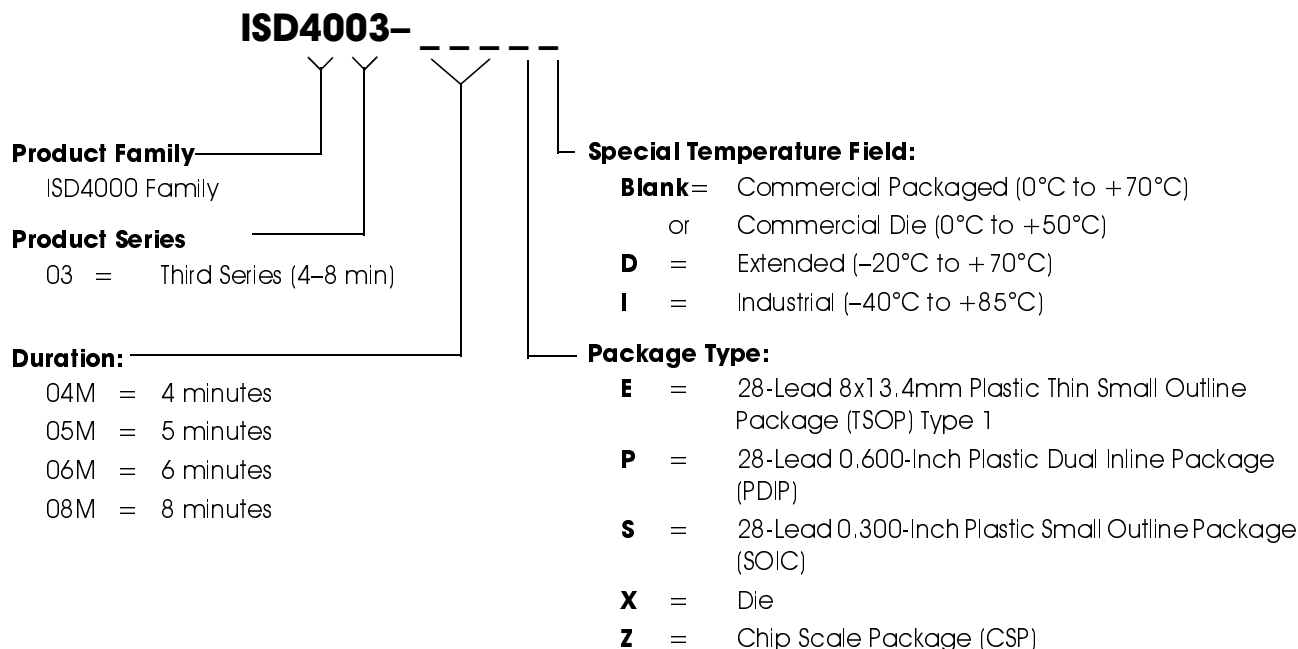 ISD4003– _ _ _ _ _
Product Family
ISD4000 Family
Product Series
03 = Third Series (4–8 min)
Duration:
04M = 4 minutes
05M = 5 minutes
06M = 6 minutes
08M = 8 minutes
Special Temperature Field:
Blank= Commercial Packaged (0°C to +70°C)
or Commercial Die (0°C to +50°C)
D = Extended (–20°C to +70°C)
I = Industrial (–40°C to +85°C)
Package Type:
E = 28-Lead 8x13.4mm Plastic Thin Small Outline
Package (TSOP) Type 1
P = 28-Lead 0.600-Inch Plastic Dual Inline Package
(PDIP)
S = 28-Lead 0.300-Inch Plastic Small Outline Package
(SOIC)
X = Die
Z = Chip Scale Package (CSP)